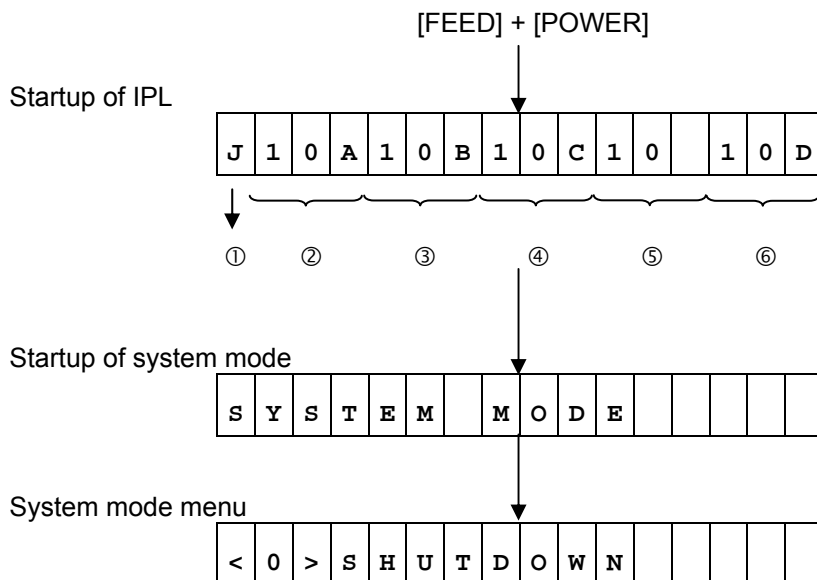 [FEED] + [POWER]
Startup of IPL
J10A10B10C10 10D
① ② ③ ④ ⑤ ⑥
Startup of system mode
SYSTEM MODE
System mode menu
<0>SHUTDOWN